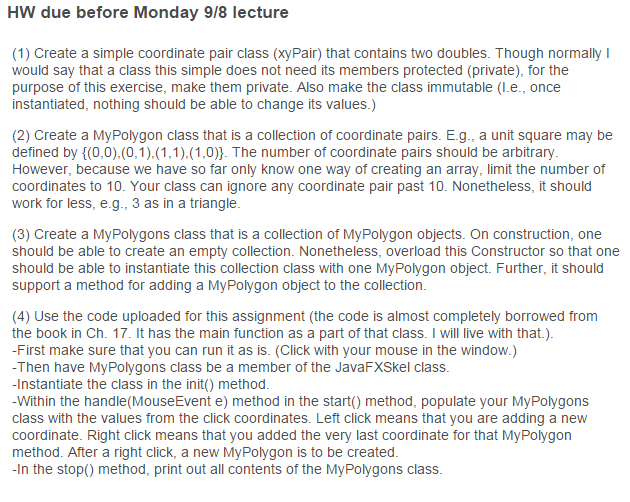 HW due before Monday 9/8 lecture
(1) Create a simple coordinate pair class (xyPair) that contains two doubles. Though normally I
would say that a class this simple does not need its members protected (private), for the
purpose of this exercise, make them private. Also make the class immutable (I.e., once
instantiated, nothing should be able to change its values.)
(2) Create a MyPolygon class that is a collection of coordinate pairs. E.g., a unit square may be
defined by {(0,0),(0,1),(1,1),(1,0)}. The number of coordinate pairs should be arbitrary.
However, because we have so far only know one way of creating an array, limit the number of
coordinates to 10. Your class can ignore any coordinate pair past 10. Nonetheless, it should
work for less, e.g., 3 as in a triangle.
(3) Create a MyPolygons class that is a collection of MyPolygon objects. On construction, one
should be able to create an empty collection. Nonetheless, overload this Constructor so that one
should be able to instantiate this collection class with one MyPolygon object. Further, it should
support a method for adding a MyPolygon object to the collection.
(4) Use the code uploaded for this assignment (the code is almost completely borrowed from
the book in Ch. 17. It has the main function as a part of that class. I will live with that.).
-First make sure that you can run it as is. (Click with your mouse in the window.)
-Then have MyPolygons class be a member of the JavaFXSkel class.
-Instantiate the class in the init() method.
-Within the handle(MouseEvent e) method in the start() method, populate your MyPolygons
class with the values from the click coordinates. Left click means that you are adding a new
coordinate. Right click means that you added the very last coordinate for that MyPolygon
method. After a right click, a new MyPolygon is to be created.
-In the stop() method, print out all contents of the MyPolygons class.